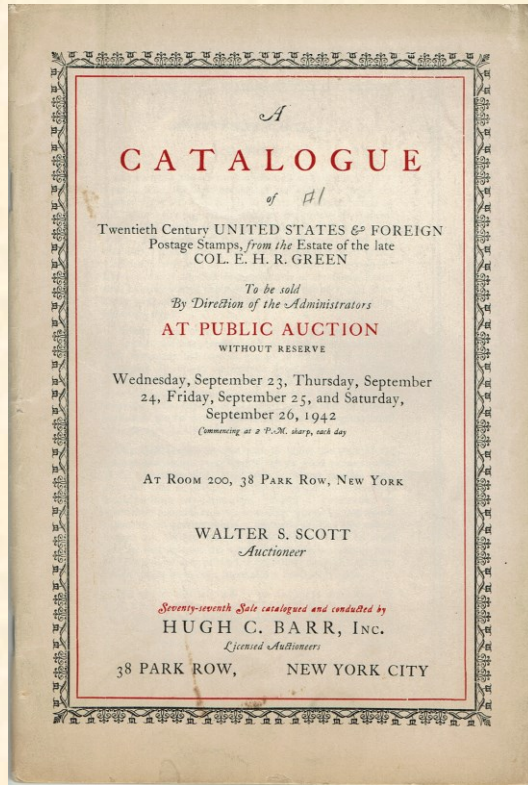 A
CATALOGUE
of #1
Twentieth Century UNITED STATES & FOREIGN
Postage Stamps, from the Estate of the late
COL. E. H. R. GREEN
To be sold
By Direction of the Administrators
AT PUBLIC AUCTION
WITHOUT RESERVE
Wednesday, September 23, Thursday, September
24, Friday, September 25, and Saturday,
September 26, 1942
Commencing at 2 P.M. sharp, each day
AT ROOM 200, 38 PARK ROW, NEW YORK
WALTER S. SCOTT
Auctioneer
Seventy-seventh Sale catalogued and conducted by
HUGH C. BARR, INC.
Licensed Auctioneers
38 PARK ROW, NEW YORK CITY